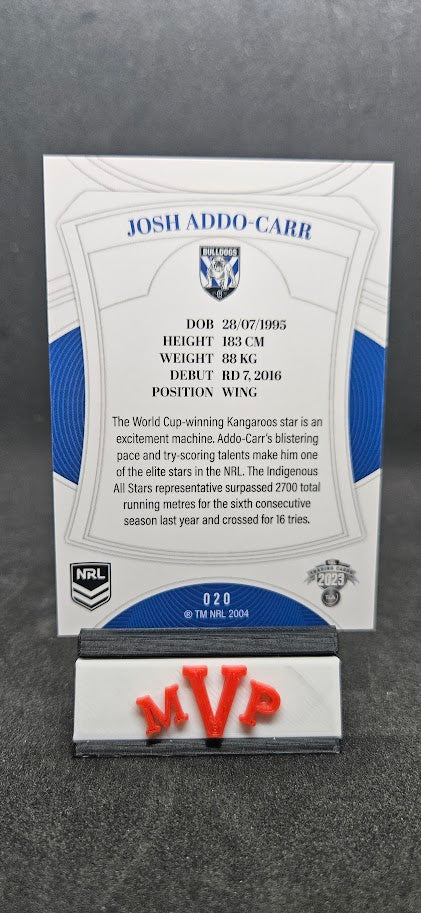 JOSH ADDO-CARR
BULLDOGS
DOB 28/07/1995
HEIGHT 183 CM
WEIGHT 88 KG
DEBUT RD 7, 2016
POSITION WING
The World Cup-winning Kangaroos star is an
excitement machine. Addo-Carr's blistering
pace and try-scoring talents make him one
of the elite stars in the NRL. The Indigenous
All Stars representative surpassed 2700 total
running metres for the sixth consecutive
season last year and crossed for 16 tries.
NRL
TRADING CARDS
2023
020
® TM NRL 2004
MVP